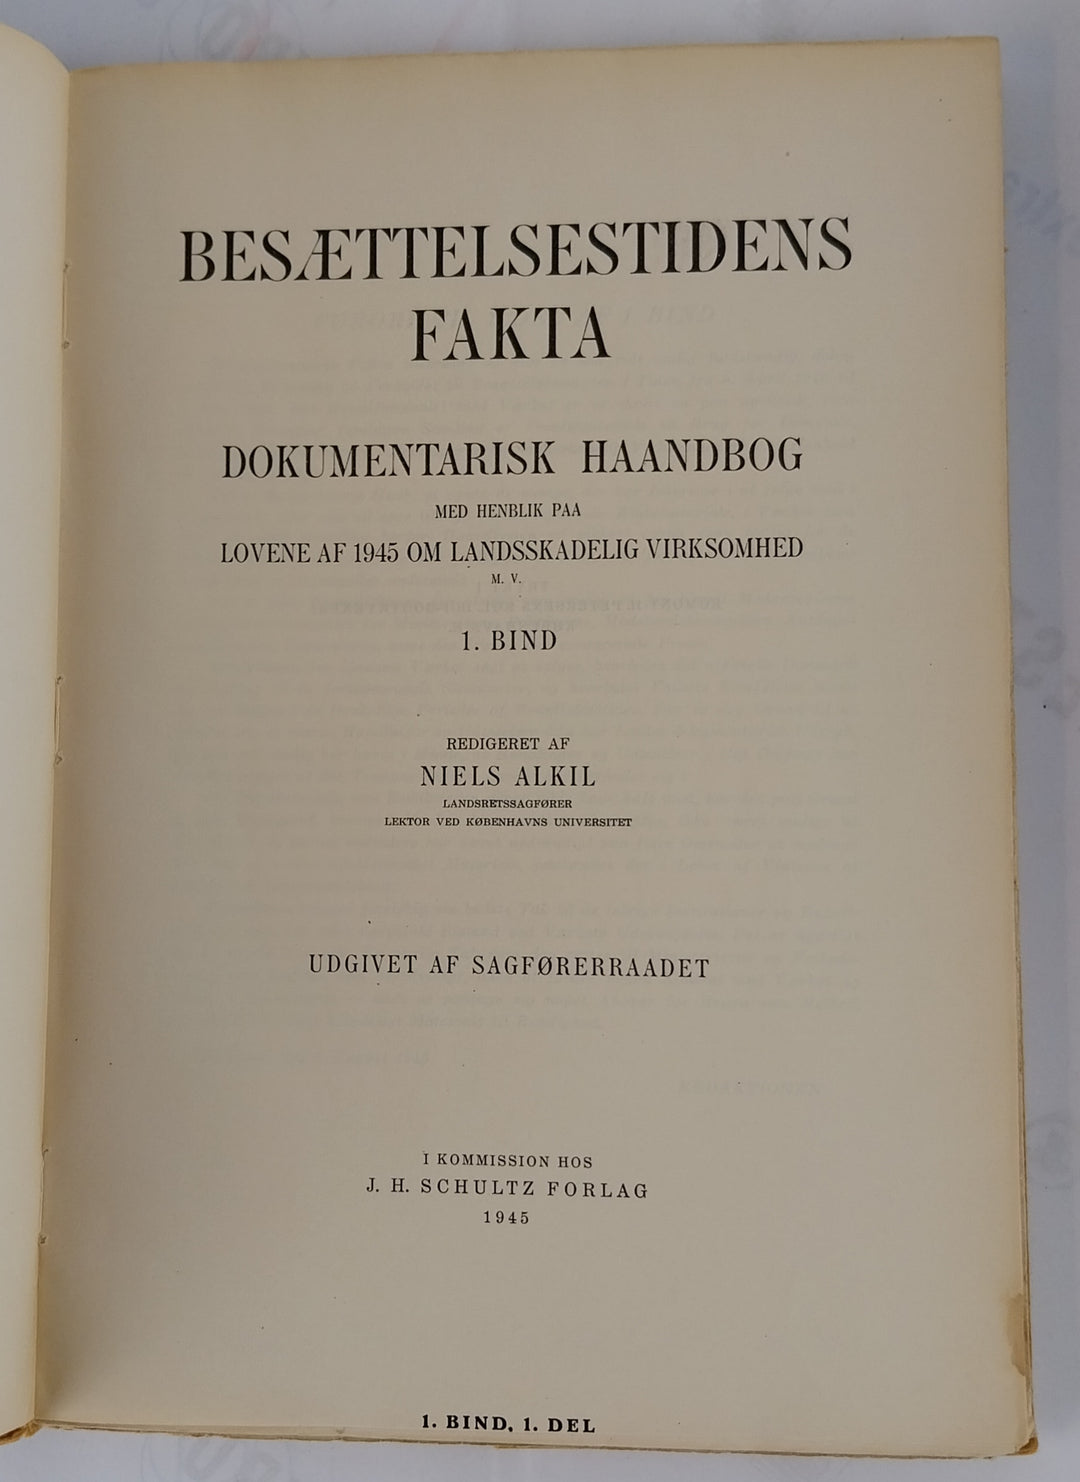 BESÆTTELSESTIDENS
FAKTA
DOKUMENTARISK HAANDBOG
MED HENBLIK PAA
LOVENE AF 1945 OM LANDSSKADELIG VIRKSOMHED
M. V.
1. BIND
REDIGERET AF
NIELS ALKIL
LANDSRETSSAGFØRER
LEKTOR VED KØBENHAVNS UNIVERSITET
UDGIVET AF SAGFØRERRAADET
I KOMMISSION HOS
J. H. SCHULTZ FORLAG
1945
1. BIND, 1. DEL